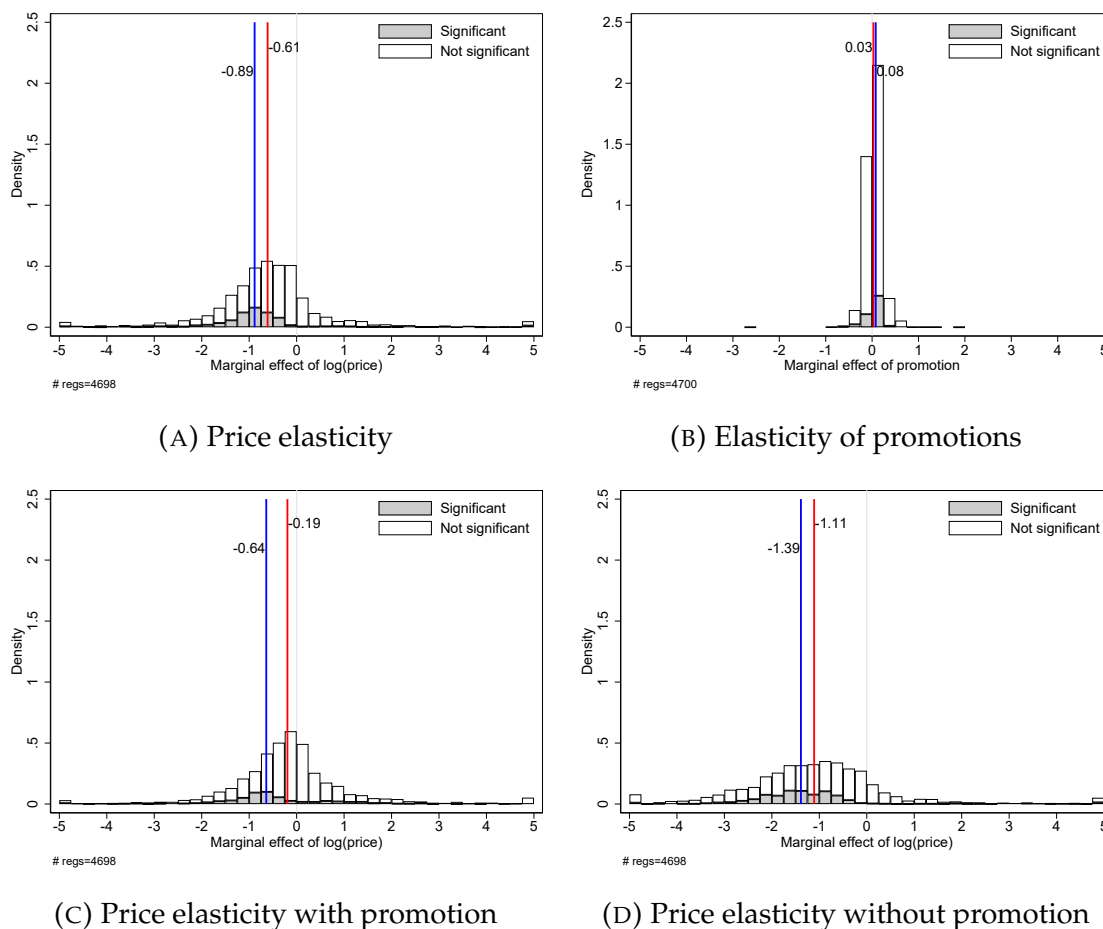 2.5
Significant
Not significant
-0.61
-0.89
2
1.5
Density
1
.5
0
-5 -4 -3 -2 -1 0 1 2 3 4 5
Marginal effect of log(price)
# regs=4698
(A) Price elasticity
2.5
Significant
Not significant
0.03
0.08
2
1.5
Density
1
.5
0
-5 -4 -3 -2 -1 0 1 2 3 4 5
Marginal effect of promotion
# regs=4700
(B) Elasticity of promotions
2.5
Significant
Not significant
-0.19
-0.64
2
1.5
Density
1
.5
0
-5 -4 -3 -2 -1 0 1 2 3 4 5
Marginal effect of log(price)
# regs=4698
(C) Price elasticity with promotion
2.5
Significant
Not significant
-1.11
-1.39
2
1.5
Density
1
.5
0
-5 -4 -3 -2 -1 0 1 2 3 4 5
Marginal effect of log(price)
# regs=4698
(D) Price elasticity without promotion